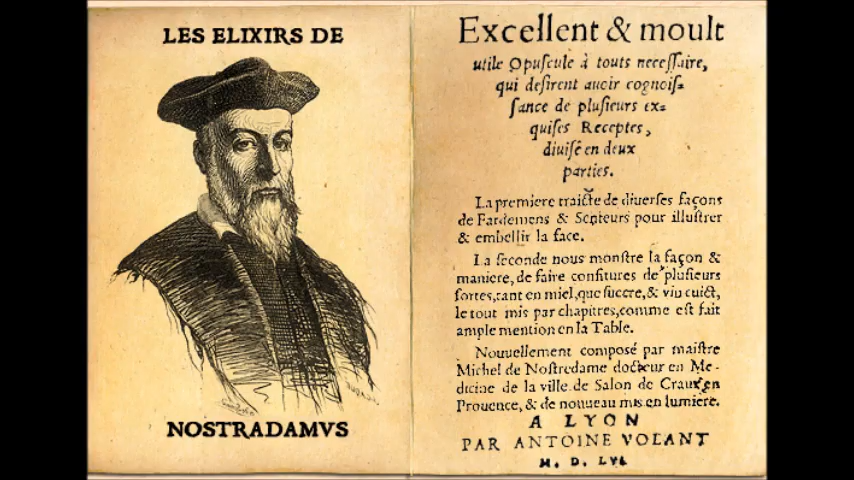 LES ELIXIRS DE
NOSTRADAMVS
Excellent & moult
utile Opuſcule à touts neceſſaire,
qui deſirent auoir cognoiſ=
ſance de pluſieurs ex=
quiſes Receptes,
diuiſé en deux
parties.
La premiere traicte de diuerſes façons
de Fardemens & Senteurs pour illuſtrer
& embellir la face.
La ſeconde nous monſtre la façon &
maniere, de faire confitures de pluſieurs
ſortes, tant en miel, que ſuccre, & vin cuict,
le tout mis par chapitres, comme eſt fait
ample mention en la Table.
Nouuellement compoſé par maiſtre
Michel de Noſtredame docteur en Me-
dicine de la ville de Salon de Craux en
Prouence, & de nouueau mis en lumiere.
A LYON
PAR ANTOINE VOLANT
M. D. LVI.